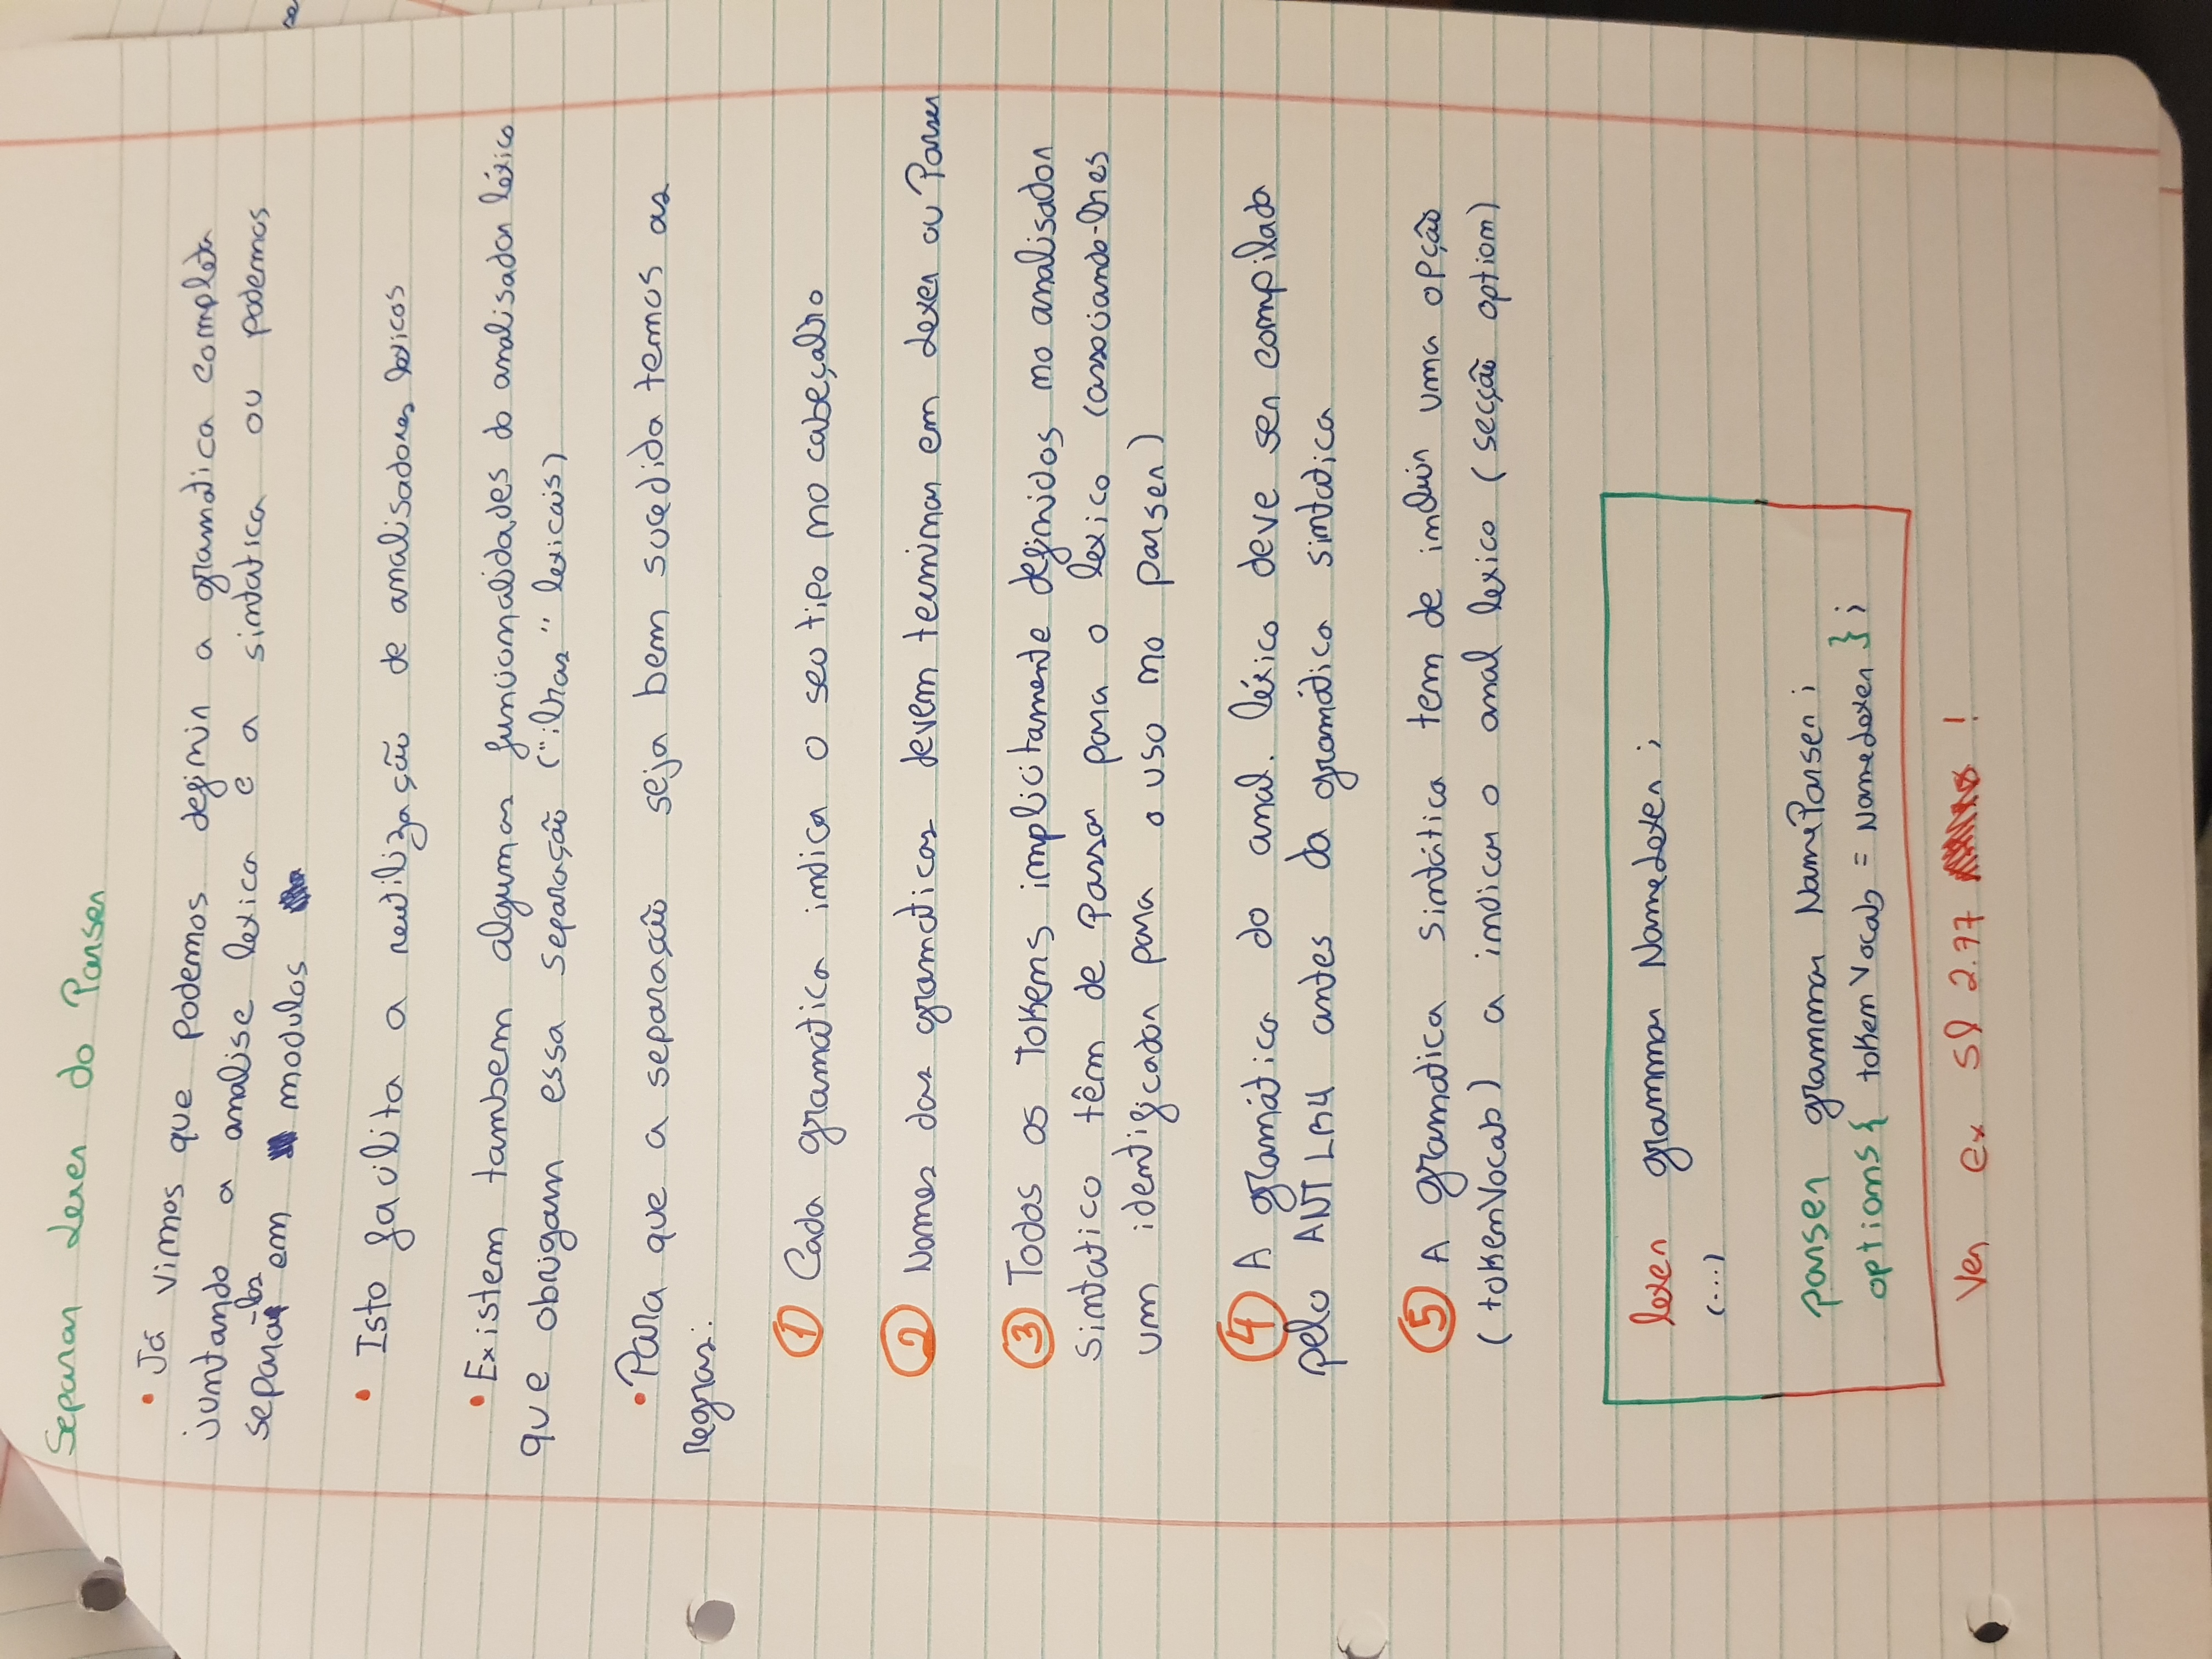 Separar Lexer do Parser
• Já vimos que podemos definir a gramatica completa
juntando a analise lexica e a sintatica ou podemos
separa-las em modulos
• Isto facilita a reutilização de analisadores lexicos
• Existem tambem algumas funcionalidades do analisador léxico
que obrigam essa separação ("ilhas" lexicais)
• Para que a separação seja bem sucedida temos as
regras:
① Cada gramatica indica o seu tipo no cabeçalho
② Nomes das gramaticas devem terminar em Lexer ou Parser
③ Todos os Tokens implicitamente definidos no analisador
sintatico têm de passar para o lexico (associando-lhes
um identificador para o uso no parser)
④ A gramática do anal. léxico deve ser compilada
pelo ANTLR4 antes da gramática sintatica
⑤ A gramatica sintática tem de incluir uma opção
(tokenVocab) a indicar o anal lexico (secção option)
lexer grammar NameLexer ;
(...)
parser grammar NameParser ;
options { tokenVocab = NameLexer } ;
Ver ex sl 2.77 !